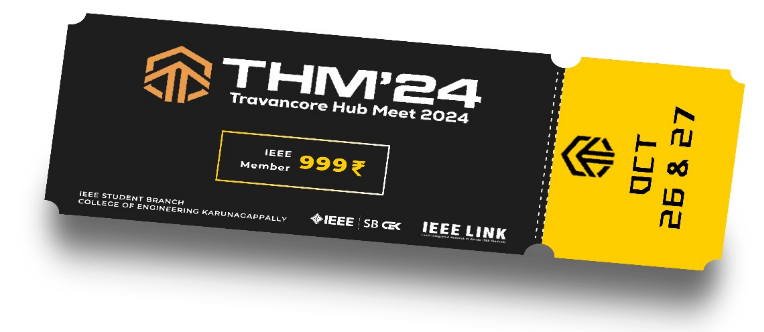 THM'24
Travancore Hub Meet 2024
IEEE
Member 999₹
IEEE STUDENT BRANCH
COLLEGE OF ENGINEERING KARUNAGAPPALLY
IEEE SB CEK
IEEE LINK
OCT
26 & 27